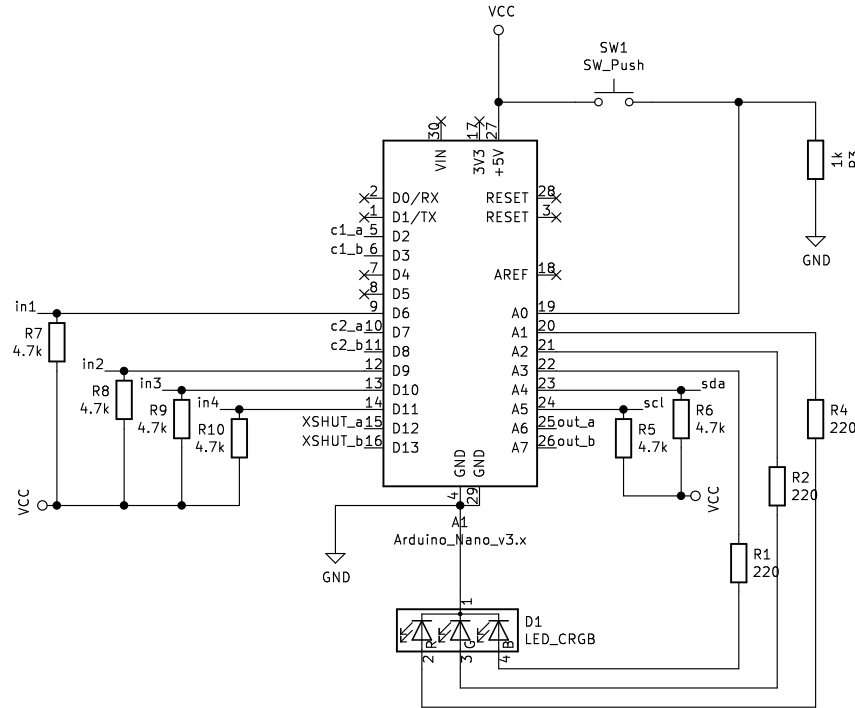 VCC
SW1
SW_Push
30
17
27
VIN
3V3
+5V
1k
R3
GND
2
D0/RX
RESET
28
1
D1/TX
RESET
3
c1_a
5
D2
c1_b
6
D3
7
D4
AREF
18
8
D5
in1
9
D6
A0
19
R7
4.7k
c2_a
10
D7
A1
20
c2_b
11
D8
A2
21
in2
12
D9
A3
22
R8
4.7k
in3
13
D10
A4
23
sda
R9
4.7k
in4
14
D11
A5
24
scl
R6
4.7k
R4
220
R10
4.7k
XSHUT_a
15
D12
A6
25
out_a
R5
4.7k
XSHUT_b
16
D13
A7
26
out_b
GND
GND
4
29
VCC
VCC
R2
220
A1
Arduino_Nano_v3.x
GND
R1
220
1
D1
LED_CRGB
R
G
B
2
3
4